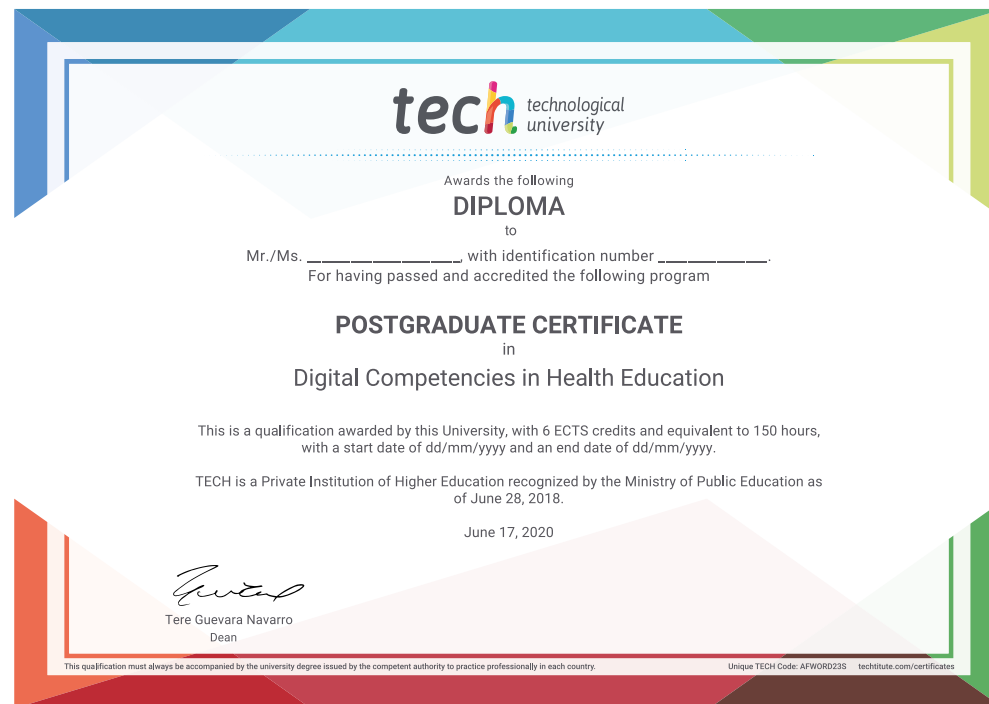 tech technological
university
Awards the following
DIPLOMA
to
Mr./Ms. ____________________, with identification number ______________.
For having passed and accredited the following program
POSTGRADUATE CERTIFICATE
in
Digital Competencies in Health Education
This is a qualification awarded by this University, with 6 ECTS credits and equivalent to 150 hours,
with a start date of dd/mm/yyyy and an end date of dd/mm/yyyy.
TECH is a Private Institution of Higher Education recognized by the Ministry of Public Education as
of June 28, 2018.
June 17, 2020
Tere Guevara Navarro
Dean
This qualification must always be accompanied by the university degree issued by the competent authority to practice professionally in each country.
Unique TECH Code: AFWORD23S techtitute.com/certificates